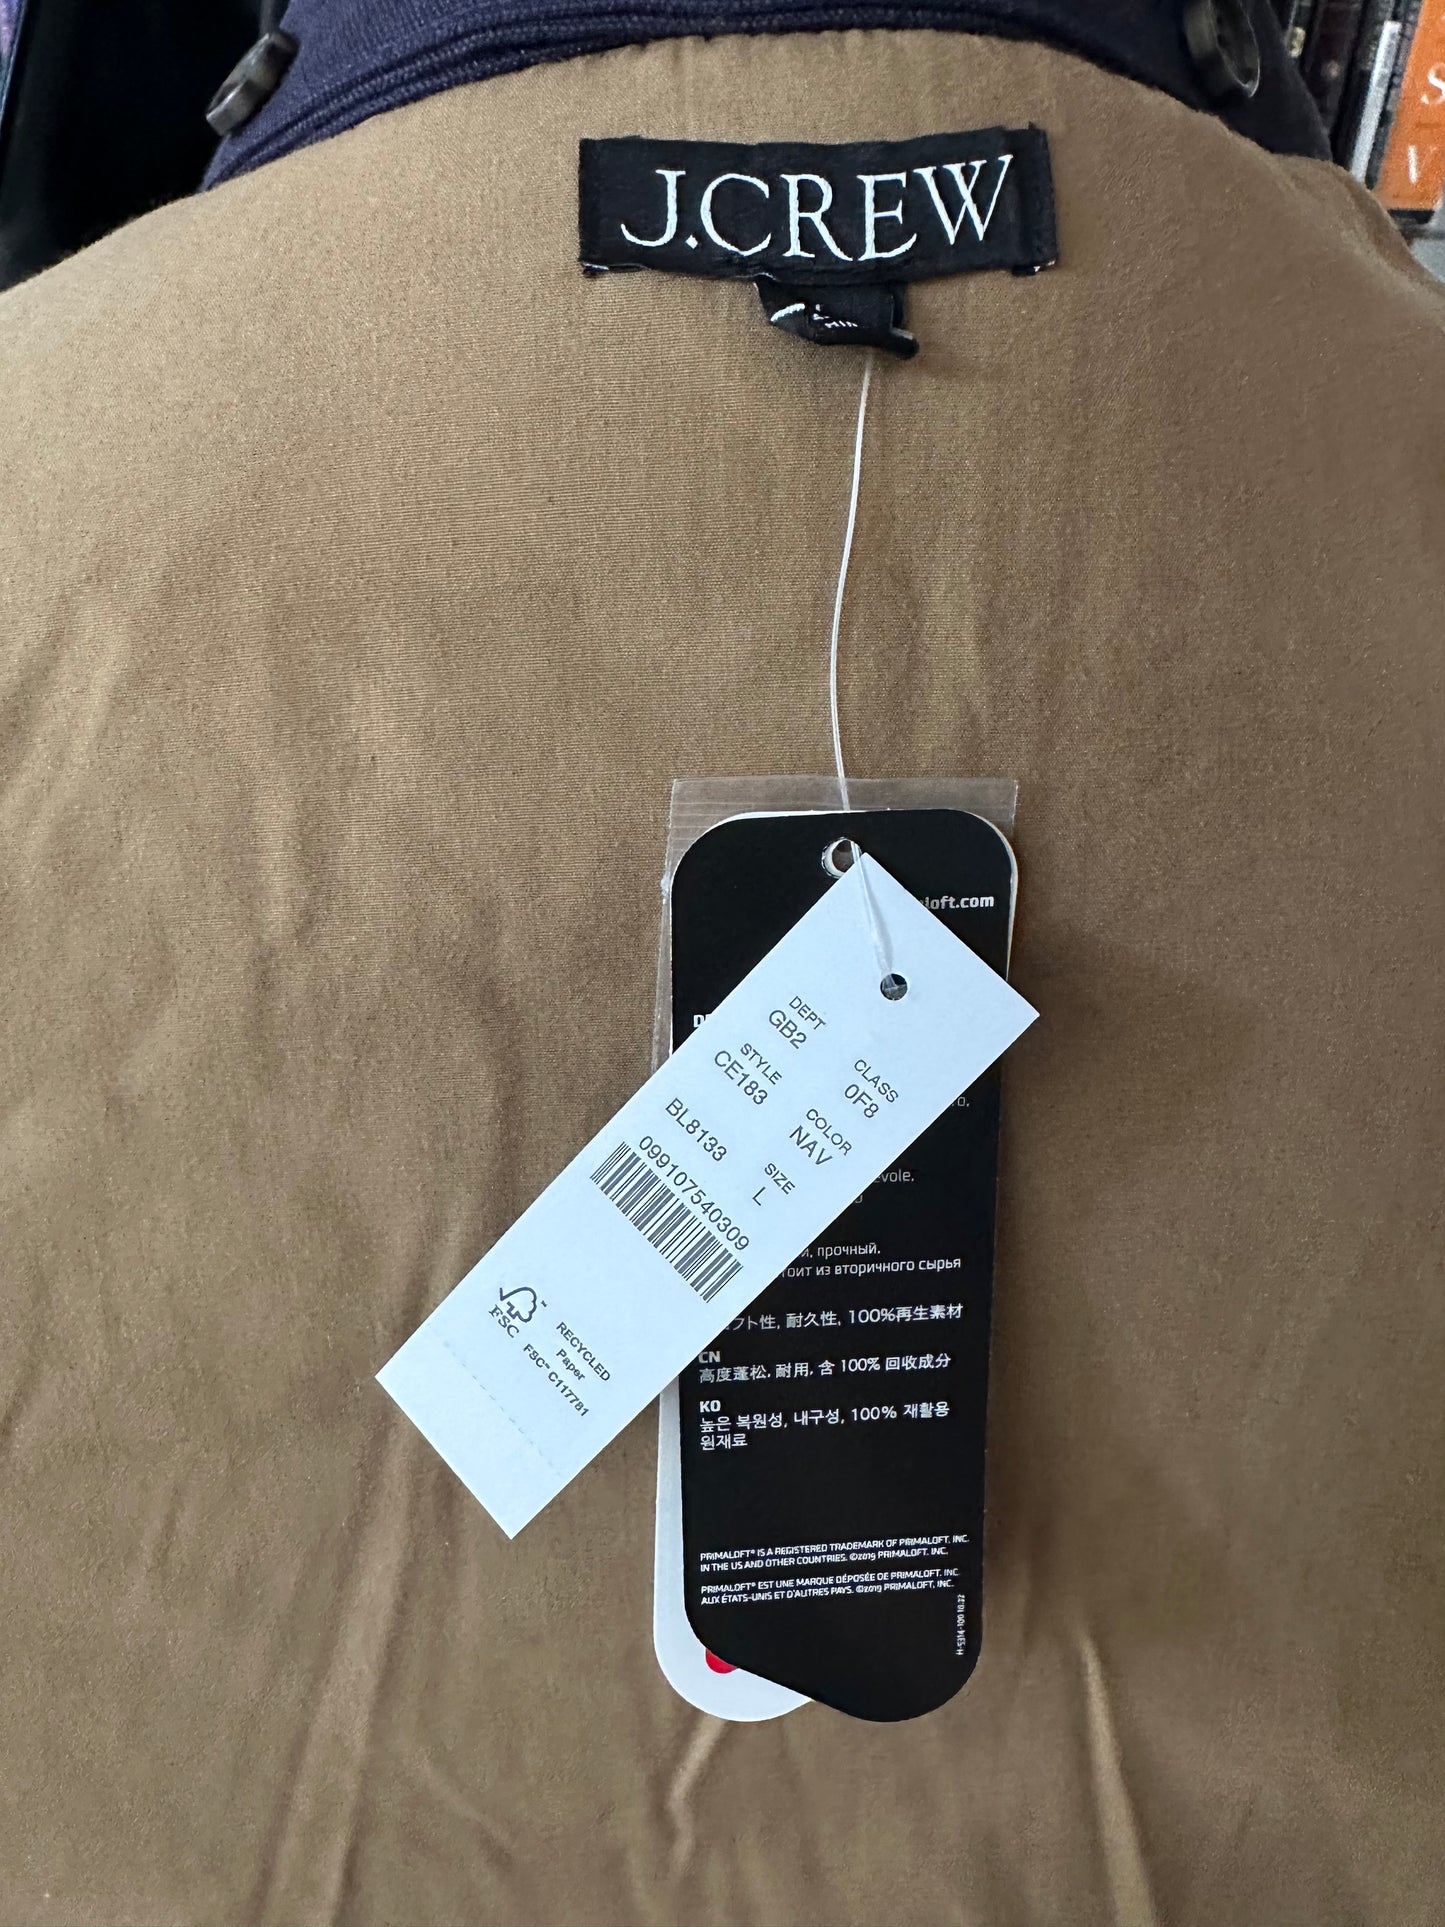 J.CREW
DEPT
GB2
CLASS
0F8
STYLE
CE183
COLOR
NAV
BL8133
SIZE
L
099107540309
FSC™
RECYCLED
Paper
FSC™ C117781
loft.com
evole.
прочный.
из вторичного сырья
フト性, 耐久性, 100%再生素材
CN
高度蓬松, 耐用, 含 100% 回收成分
KO
높은 복원성, 내구성, 100% 재활용
원재료
PRIMALOFT® IS A REGISTERED TRADEMARK OF PRIMALOFT, INC.
IN THE US AND OTHER COUNTRIES. ©2019 PRIMALOFT, INC.
PRIMALOFT® EST UNE MARQUE DÉPOSÉE DE PRIMALOFT, INC.
AUX ÉTATS-UNIS ET D'AUTRES PAYS. ©2019 PRIMALOFT, INC.